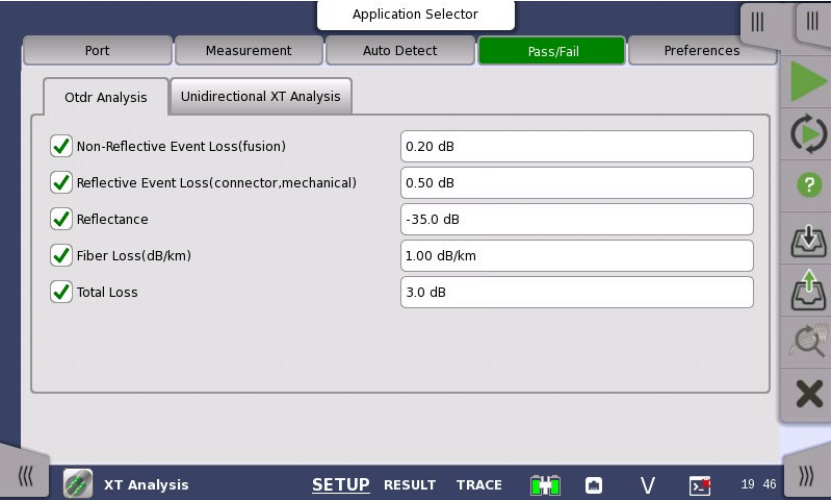 Application Selector
Port Measurement Auto Detect Pass/Fail Preferences
Otdr Analysis Unidirectional XT Analysis
Non-Reflective Event Loss(fusion) 0.20 dB
Reflective Event Loss(connector,mechanical) 0.50 dB
Reflectance -35.0 dB
Fiber Loss(dB/km) 1.00 dB/km
Total Loss 3.0 dB
XT Analysis SETUP RESULT TRACE V 19 46